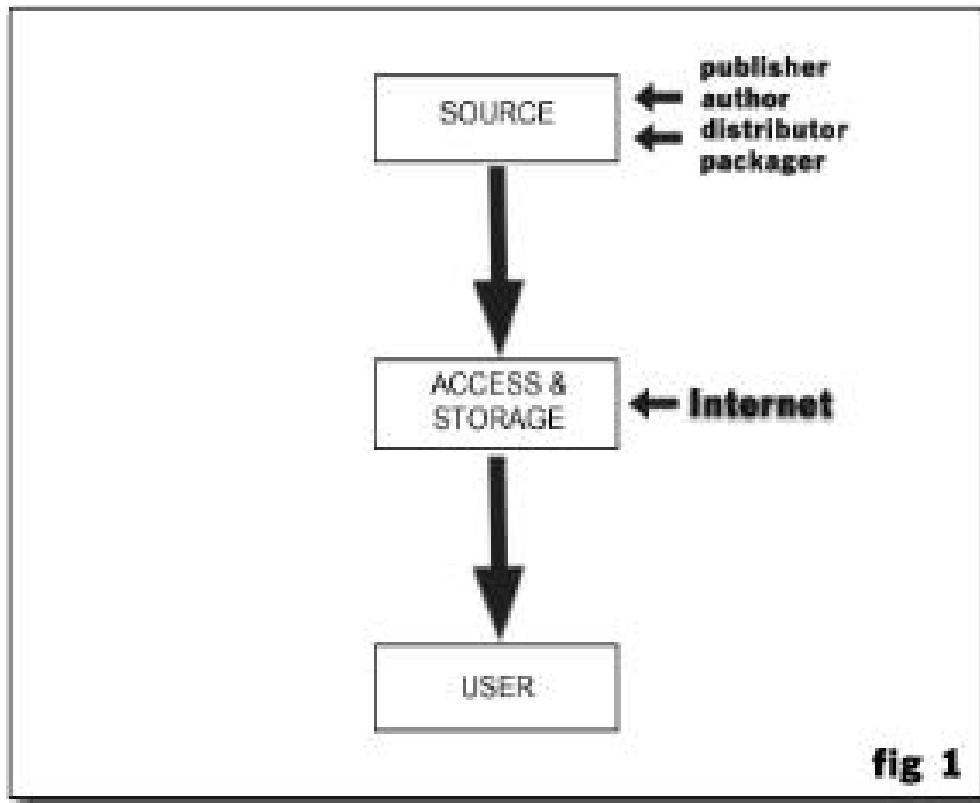 SOURCE
publisher
author
distributor
packager
ACCESS &
STORAGE
Internet
USER
fig 1